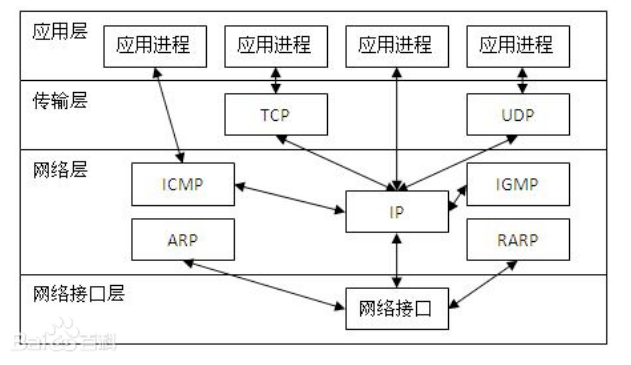 应用层
应用进程 应用进程 应用进程 应用进程
传输层
TCP UDP
网络层
ICMP IGMP
IP
ARP RARP
网络接口层
网络接口
Baidu百科